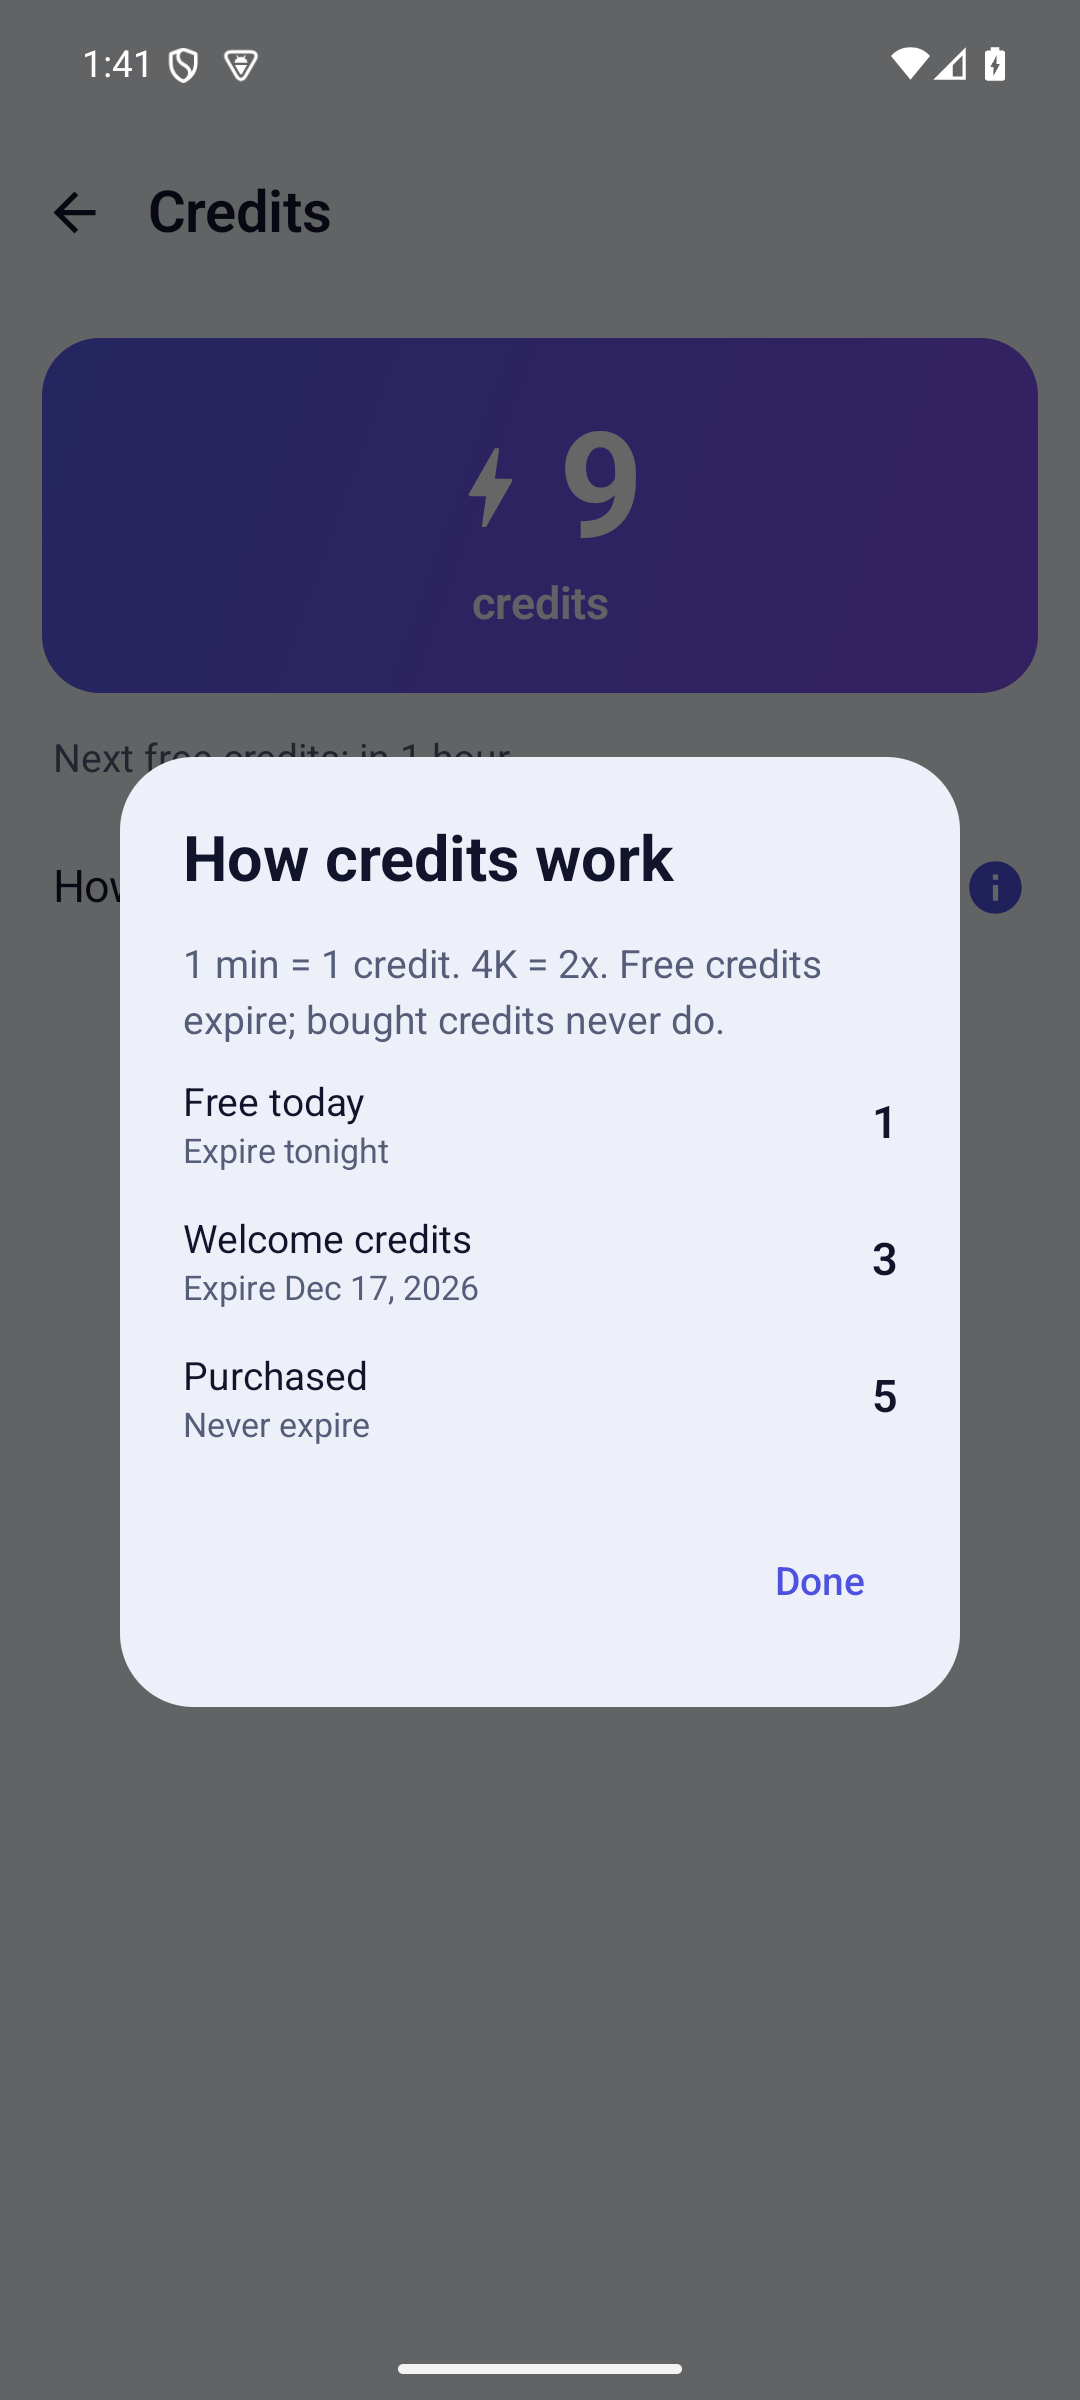 1:41
Credits
9
credits
Next free credits: in 1 hour
How
How credits work
1 min = 1 credit. 4K = 2x. Free credits
expire; bought credits never do.
Free today
Expire tonight
1
Welcome credits
Expire Dec 17, 2026
3
Purchased
Never expire
5
Done